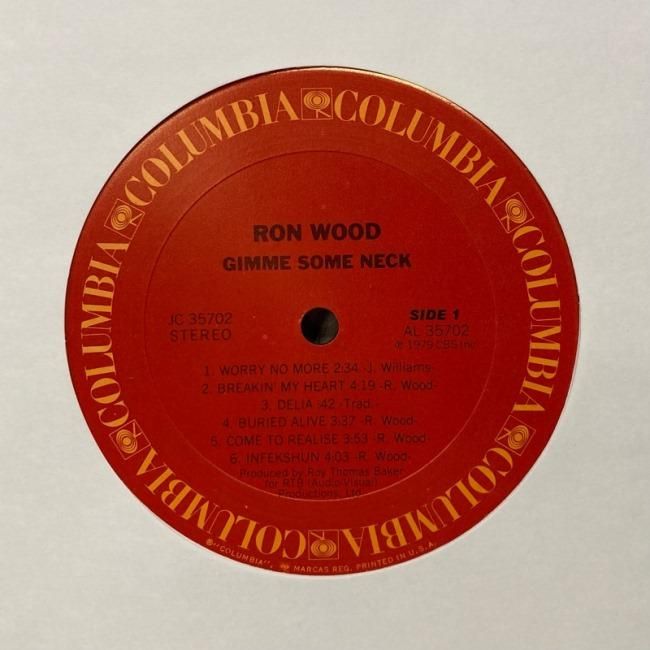 COLUMBIA COLUMBIA COLUMBIA COLUMBIA COLUMBIA COLUMBIA
RON WOOD
GIMME SOME NECK
JC 35702
STEREO
SIDE 1
AL 35702
℗ 1979 CBS Inc.
1. WORRY NO MORE 2:34 -J. Williams-
2. BREAKIN' MY HEART 4:19 -R. Wood-
3. DELIA :42 -Trad.-
4. BURIED ALIVE 3:37 -R. Wood-
5. COME TO REALISE 3:53 -R. Wood-
6. INFEKSHUN 4:03 -R. Wood-
Produced by Roy Thomas Baker
for RTB (Audio-Visual)
Productions, Ltd.
®"COLUMBIA", MARCAS REG. PRINTED IN U.S.A.